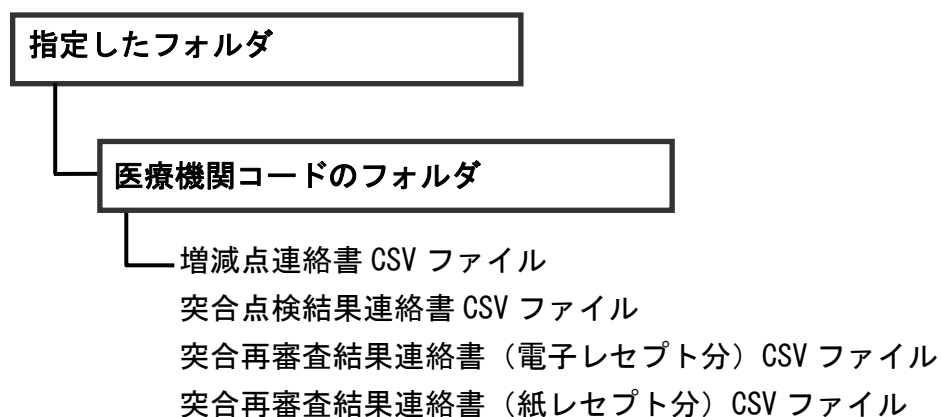 指定したフォルダ
医療機関コードのフォルダ
増減点連絡書 CSV ファイル
突合点検結果連絡書 CSV ファイル
突合再審査結果連絡書（電子レセプト分）CSV ファイル
突合再審査結果連絡書（紙レセプト分）CSV ファイル